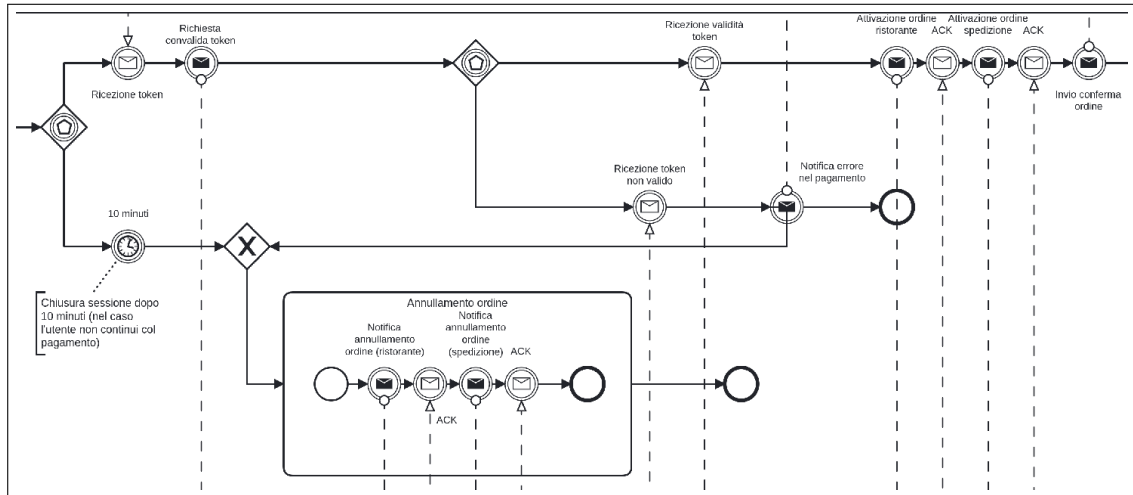 Richiesta
convalida token
Ricezione validità
token
Attivazione ordine
ristorante
ACK
Attivazione ordine
spedizione
ACK
Ricezione token
Invio conferma
ordine
Ricezione token
non valido
Notifica errore
nel pagamento
10 minuti
X
Chiusura sessione dopo
10 minuti (nel caso
l'utente non continui col
pagamento)
Annullamento ordine
Notifica
annullamento
ordine (ristorante)
Notifica
annullamento
ordine
(spedizione)
ACK
ACK